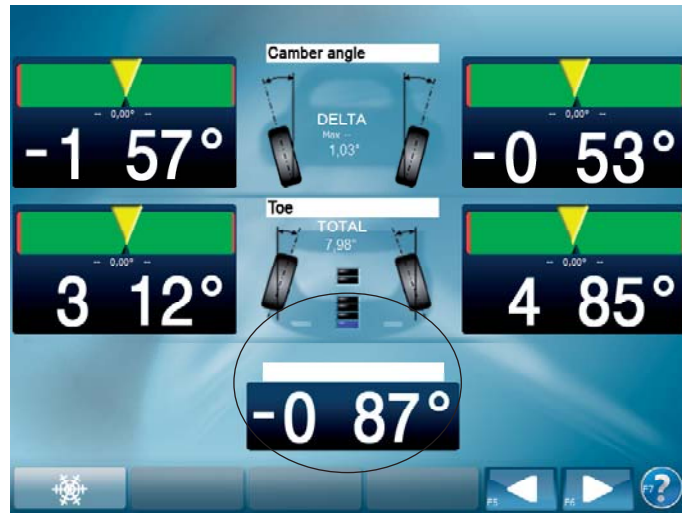 Camber angle
DELTA
Max --
1,03°
-- 0,00° --
-1 57°
-- 0,00° --
-0 53°
Toe
TOTAL
7,98°
-- 0,00° --
3 12°
-- 0,00° --
4 85°
-0 87°
F5
F6
F7
?